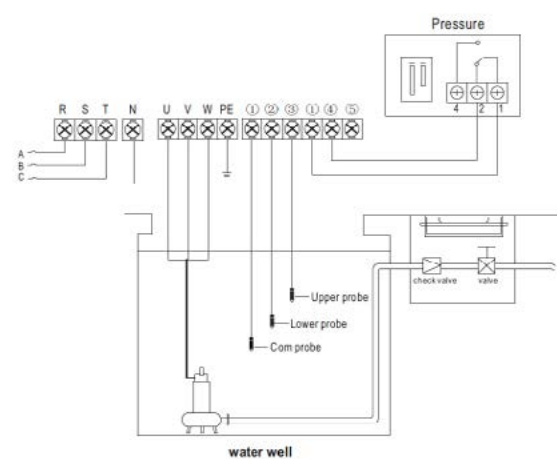 Pressure
4 2 1
R S T N U V W PE ① ② ③ ① ④ ⑤
A
B
C
Upper probe
Lower probe
Com probe
check valve
valve
water well